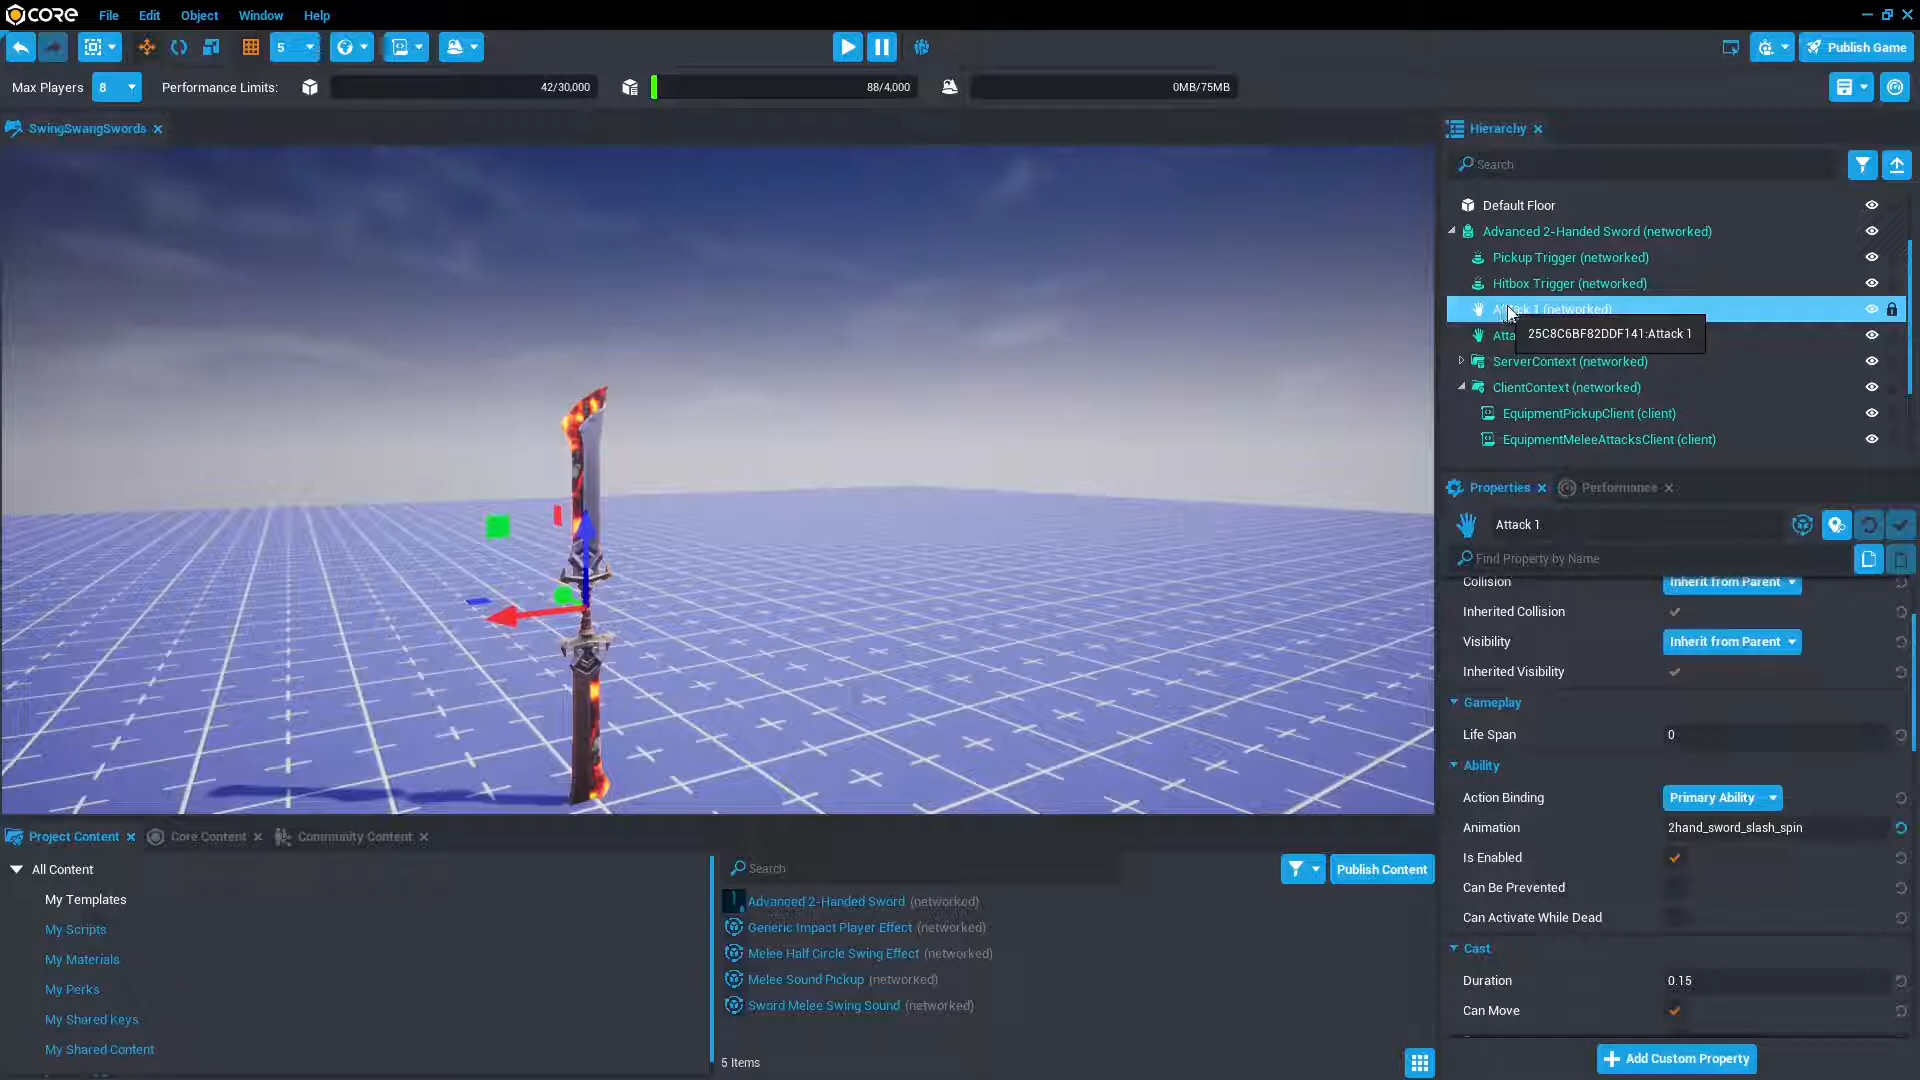 CORE File Edit Object Window Help
5 Publish Game
Max Players 8 Performance Limits: 42/30,000 88/4,000 0MB/75MB
SwingSwangSwords
Hierarchy
Search
Default Floor
Advanced 2-Handed Sword (networked)
Pickup Trigger (networked)
Hitbox Trigger (networked)
Attack 1 (networked)
25C8C6BF82DDF141:Attack 1
Atta
ServerContext (networked)
ClientContext (networked)
EquipmentPickupClient (client)
EquipmentMeleeAttacksClient (client)
Properties Performance
Attack 1
Find Property by Name
Collision Inherit from Parent
Inherited Collision
Visibility Inherit from Parent
Inherited Visibility
Gameplay
Life Span 0
Ability
Action Binding Primary Ability
Animation 2hand_sword_slash_spin
Is Enabled
Can Be Prevented
Can Activate While Dead
Cast
Duration 0.15
Can Move
Add Custom Property
Project Content Core Content Community Content
All Content
My Templates
My Scripts
My Materials
My Perks
My Shared Keys
My Shared Content
Search Publish Content
Advanced 2-Handed Sword (networked)
Generic Impact Player Effect (networked)
Melee Half Circle Swing Effect (networked)
Melee Sound Pickup (networked)
Sword Melee Swing Sound (networked)
5 Items